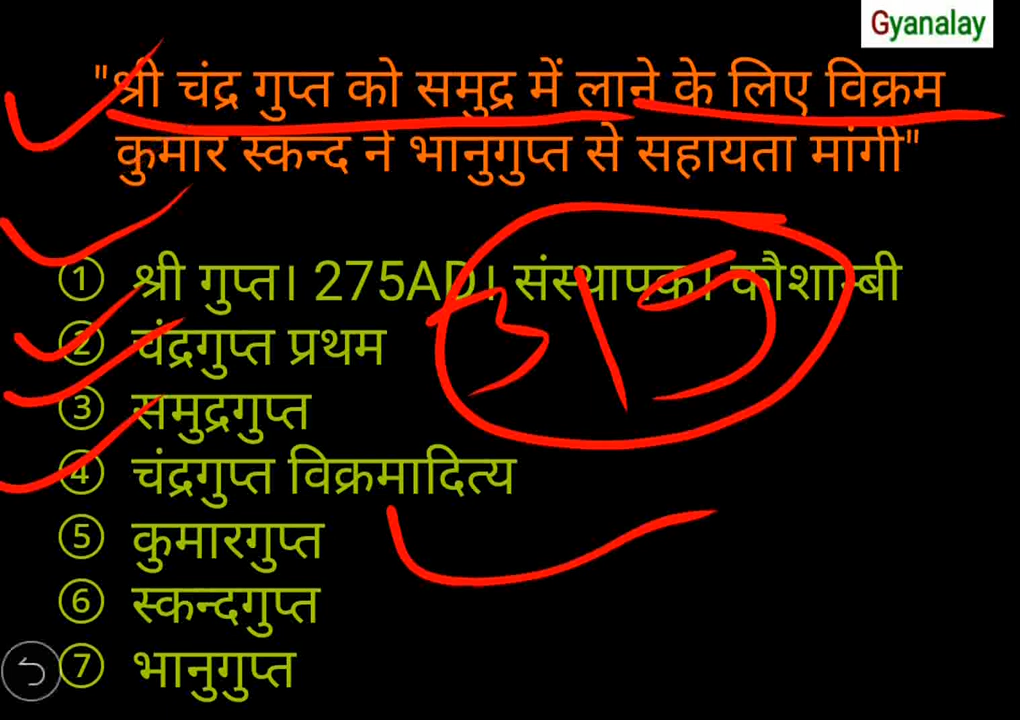 Gyanalay
"श्री चंद्र गुप्त को समुद्र में लाने के लिए विक्रम
कुमार स्कन्द ने भानुगुप्त से सहायता मांगी"
① श्री गुप्त। 275AD। संस्थापक। कौशाम्बी
② चंद्रगुप्त प्रथम
③ समुद्रगुप्त
④ चंद्रगुप्त विक्रमादित्य
⑤ कुमारगुप्त
⑥ स्कन्दगुप्त
⑦ भानुगुप्त